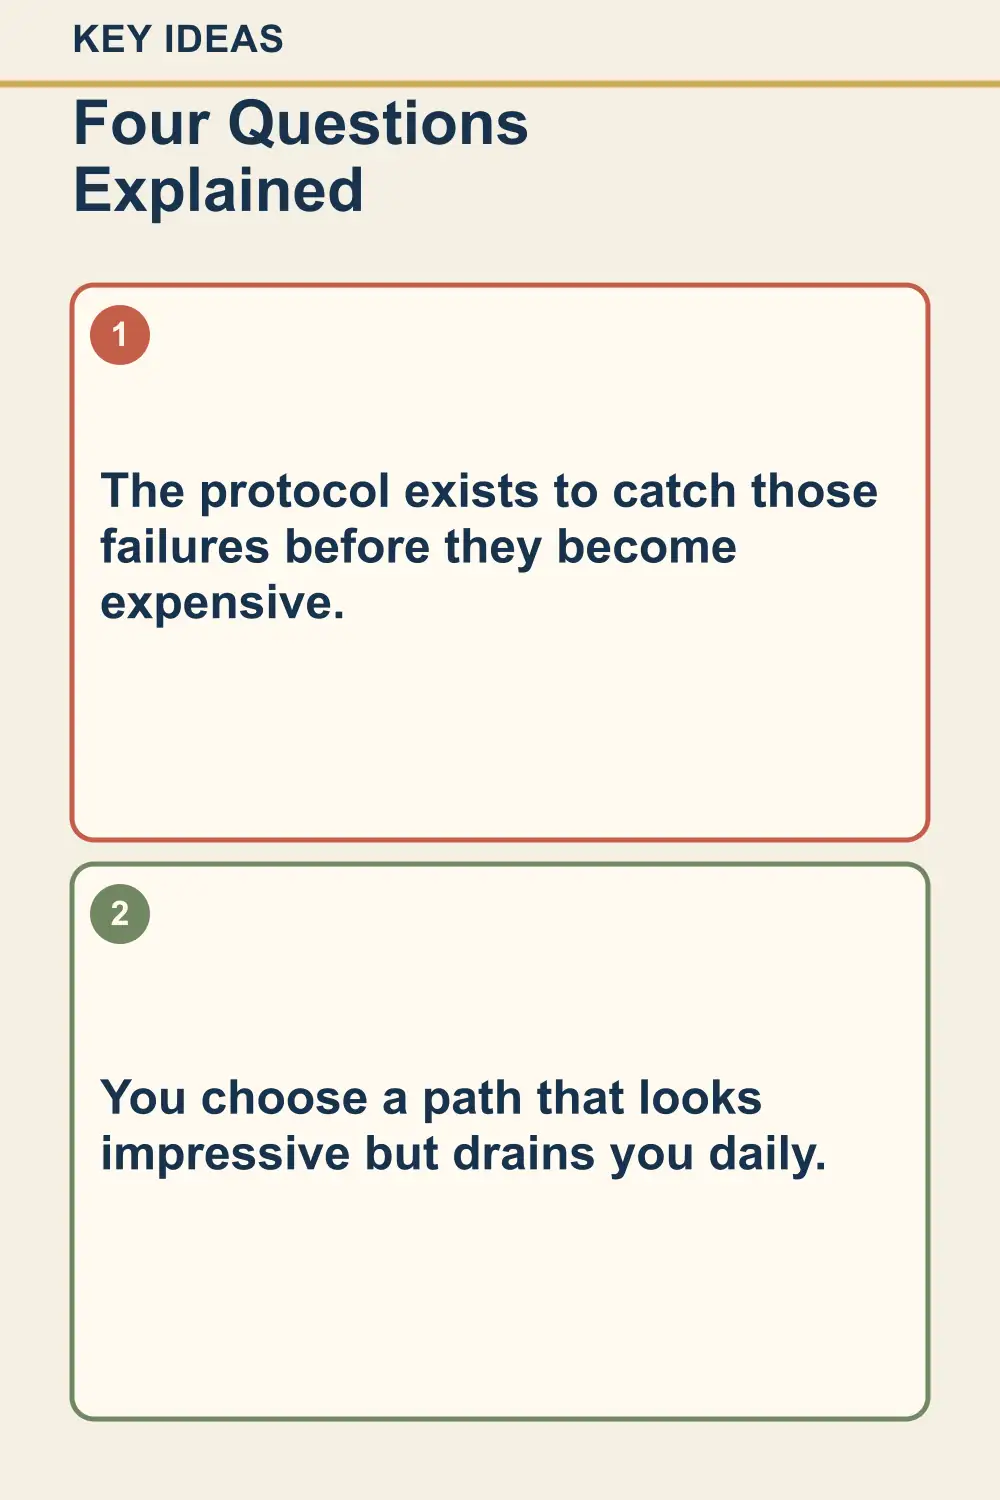 KEY IDEAS
Four Questions
Explained
1
The protocol exists to catch those
failures before they become
expensive.
2
You choose a path that looks
impressive but drains you daily.